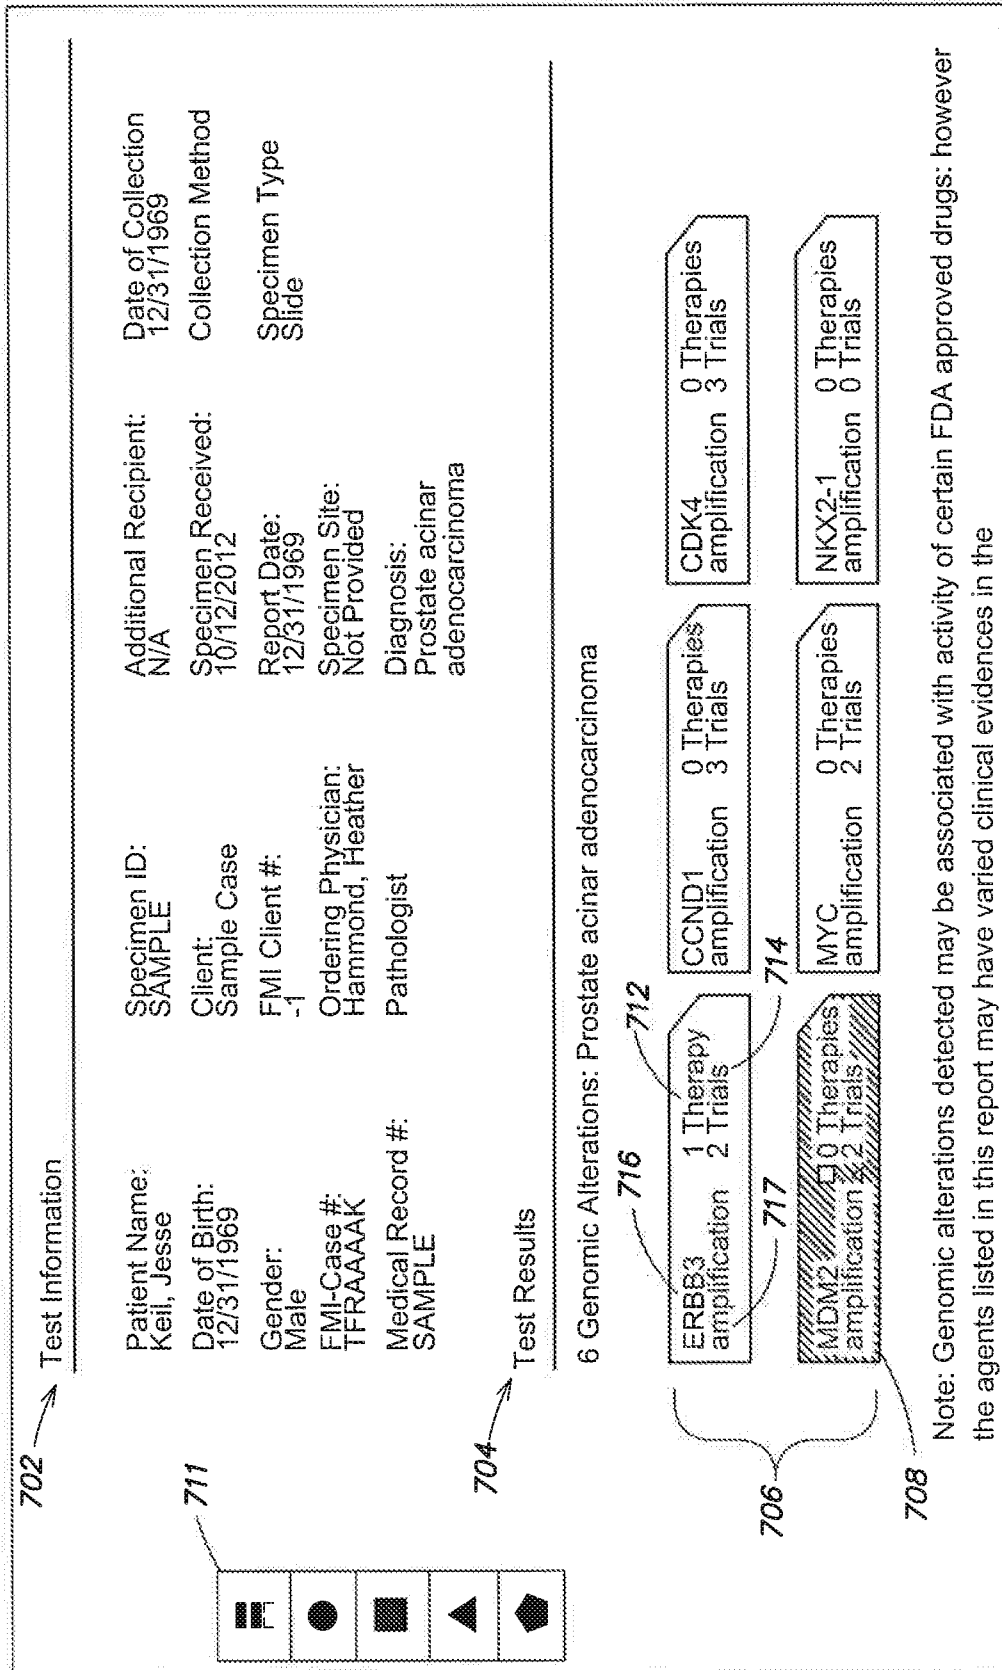 702
Test Information
Patient Name:
Keil, Jesse
Date of Birth:
12/31/1969
Gender:
Male
FMI-Case #:
TFRAAAAK
Medical Record #:
SAMPLE
Specimen ID:
SAMPLE
Client:
Sample Case
FMI Client #:
-1
Ordering Physician:
Hammond, Heather
Pathologist
Additional Recipient:
N/A
Specimen Received:
10/12/2012
Report Date:
12/31/1969
Specimen Site:
Not Provided
Diagnosis:
Prostate acinar
adenocarcinoma
Date of Collection
12/31/1969
Collection Method
Specimen Type
Slide
711
704
Test Results
6 Genomic Alterations: Prostate acinar adenocarcinoma
716
712
ERBB3 1 Therapy
amplification 2 Trials
CCND1 0 Therapies
amplification 3 Trials
CDK4 0 Therapies
amplification 3 Trials
717
714
706
MDM2 0 Therapies
amplification 2 Trials
MYC 0 Therapies
amplification 2 Trials
NKX2-1 0 Therapies
amplification 0 Trials
708
Note: Genomic alterations detected may be associated with activity of certain FDA approved drugs: however
the agents listed in this report may have varied clinical evidences in the